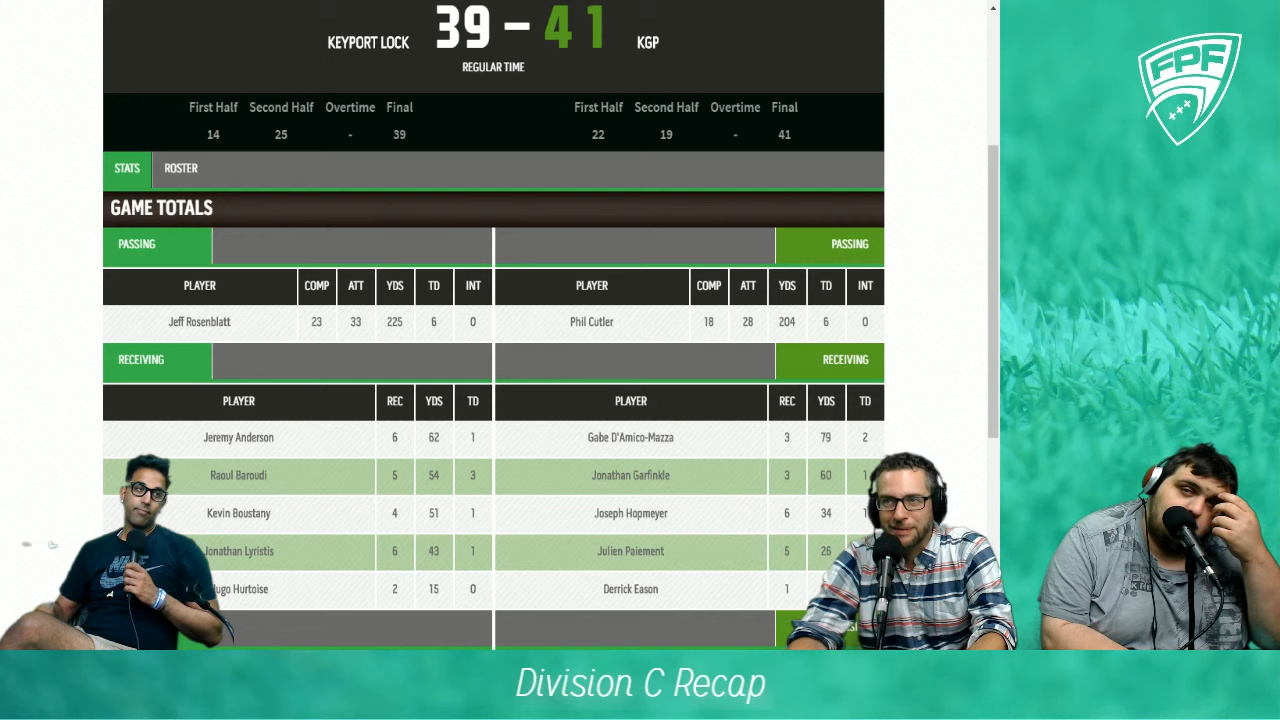 39 - 41
KEYPORT LOCK
KGP
REGULAR TIME
First Half Second Half Overtime Final
14 25 - 39
First Half Second Half Overtime Final
22 19 - 41
STATS ROSTER
GAME TOTALS
PASSING
PASSING
PLAYER COMP ATT YDS TD INT
PLAYER COMP ATT YDS TD INT
Jeff Rosenblatt 23 33 225 6 0
Phil Cutler 18 28 204 6 0
RECEIVING
RECEIVING
PLAYER REC YDS TD
PLAYER REC YDS TD
Jeremy Anderson 6 62 1
Gabe D'Amico-Mazza 3 79 2
Raoul Baroudi 5 54 3
Jonathan Garfinkle 3 60 1
Kevin Boustany 4 51 1
Joseph Hopmeyer 6 34
Jonathan Lyristis 6 43 1
Julien Paiement 5 26
Hurtoise 2 15 0
Derrick Eason 1
FPF
NIKE
Division C Recap